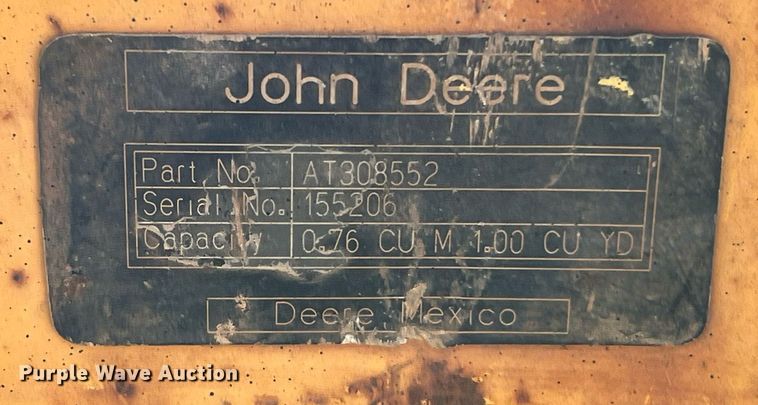 John Deere
Part No. AT308552
Serial No. 155206
Capacity 0.76 CU M 1.00 CU YD
Deere Mexico
Purple Wave Auction